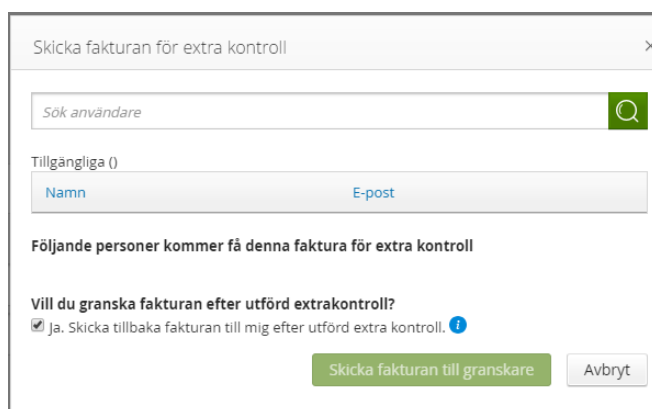 Skicka fakturan för extra kontroll
Sök användare
Tillgängliga ()
Namn E-post
Följande personer kommer få denna faktura för extra kontroll
Vill du granska fakturan efter utförd extrakontroll?
Ja. Skicka tillbaka fakturan till mig efter utförd extra kontroll.
Skicka fakturan till granskare Avbryt